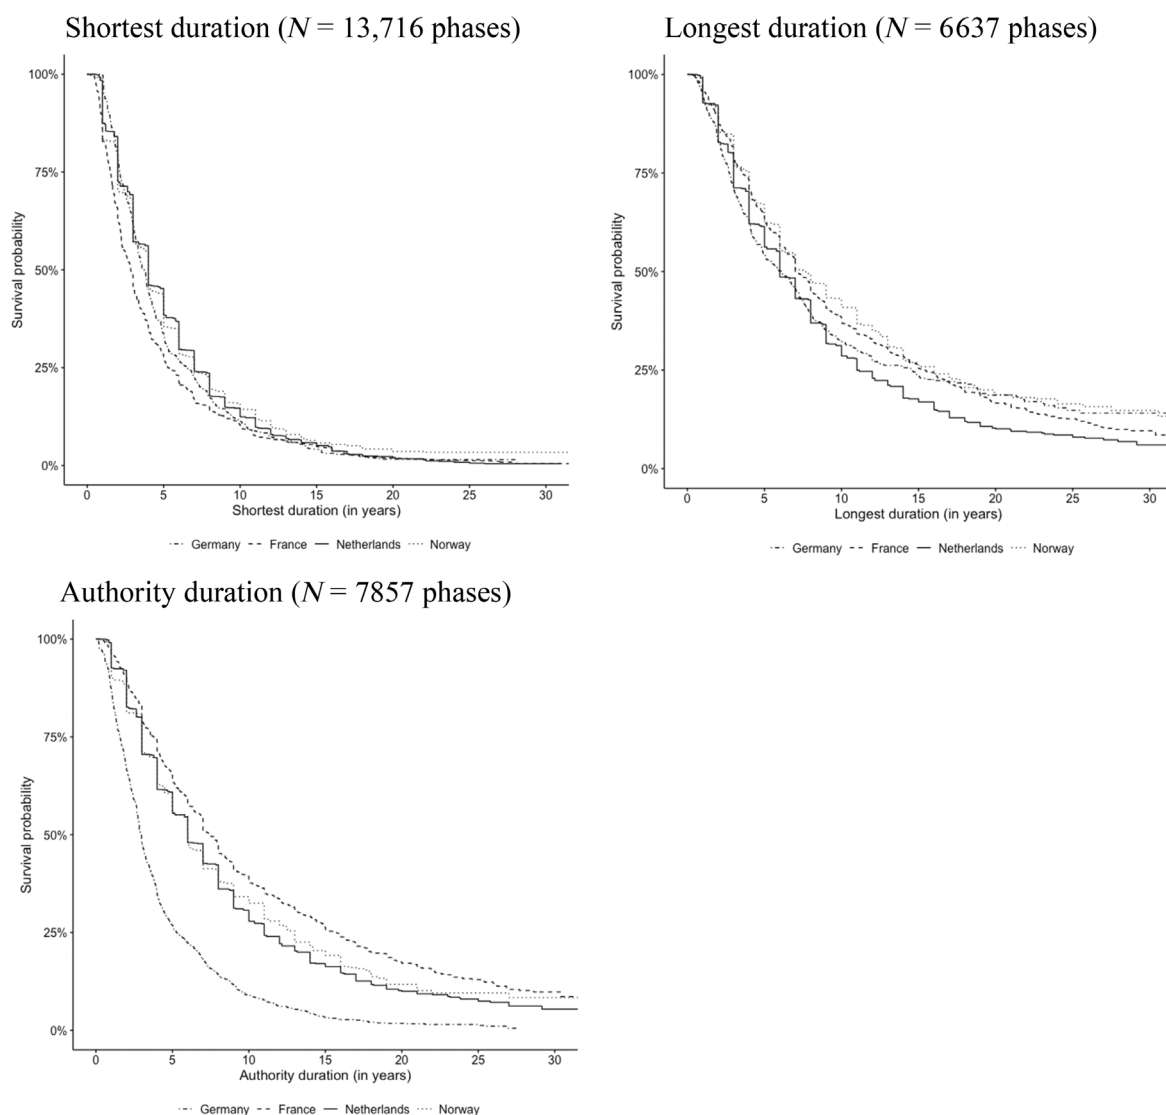 Shortest duration (N = 13,716 phases)
100%
75%
50%
25%
0%
Survival probability
0 5 10 15 20 25 30
Shortest duration (in years)
Germany France Netherlands Norway
Longest duration (N = 6637 phases)
100%
75%
50%
25%
0%
Survival probability
0 5 10 15 20 25 30
Longest duration (in years)
Germany France Netherlands Norway
Authority duration (N = 7857 phases)
100%
75%
50%
25%
0%
Survival probability
0 5 10 15 20 25 30
Authority duration (in years)
Germany France Netherlands Norway